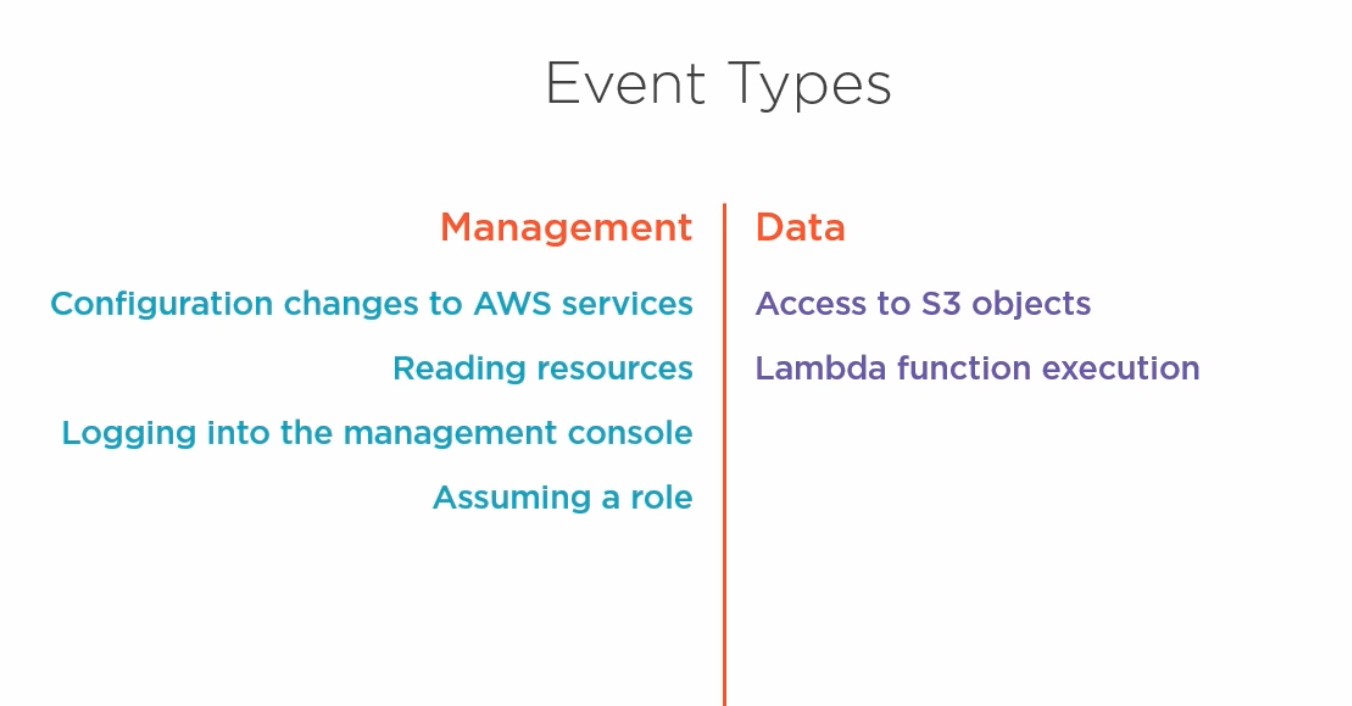 Event Types
Management
Configuration changes to AWS services
Reading resources
Logging into the management console
Assuming a role
Data
Access to S3 objects
Lambda function execution